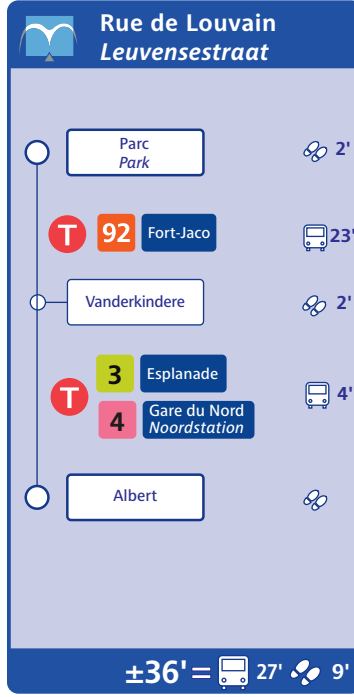 Rue de Louvain
Leuvensestraat
Parc
Park
2'
T 92 Fort-Jaco
23'
Vanderkindere
2'
T
3 Esplanade
4 Gare du Nord
Noordstation
4'
Albert
±36' = 27' 9'